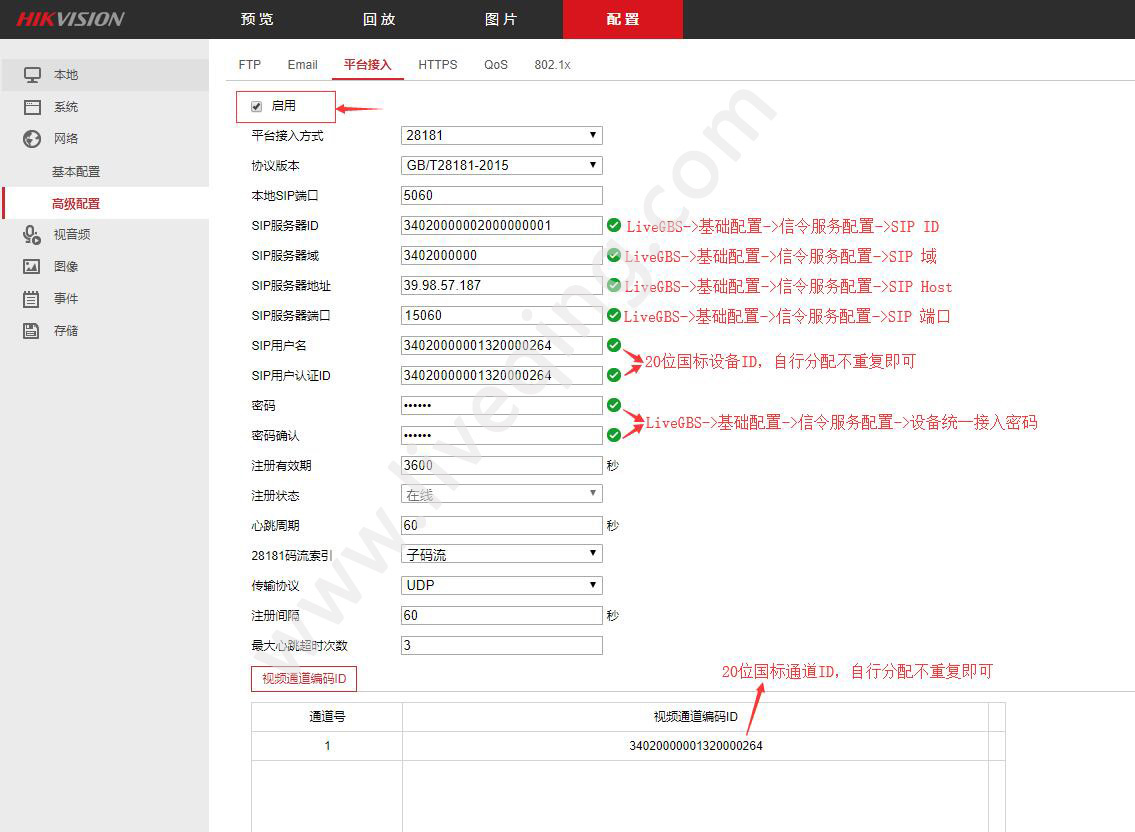 HIKVISION 预览 回放 图片 配置
本地
系统
网络
基本配置
高级配置
视音频
图像
事件
存储
FTP Email 平台接入 HTTPS QoS 802.1x
启用
平台接入方式 28181
协议版本 GB/T28181-2015
本地SIP端口 5060
SIP服务器ID 34020000002000000001 LiveGBS->基础配置->信令服务配置->SIP ID
SIP服务器域 3402000000 LiveGBS->基础配置->信令服务配置->SIP 域
SIP服务器地址 39.98.57.187 LiveGBS->基础配置->信令服务配置->SIP Host
SIP服务器端口 15060 LiveGBS->基础配置->信令服务配置->SIP 端口
SIP用户名 34020000001320000264
20位国标设备ID，自行分配不重复即可
SIP用户认证ID 34020000001320000264
密码 ••••••
LiveGBS->基础配置->信令服务配置->设备统一接入密码
密码确认 ••••••
注册有效期 3600 秒
注册状态 在线
心跳周期 60 秒
28181码流索引 子码流
传输协议 UDP
注册间隔 60 秒
最大心跳超时次数 3
视频通道编码ID
20位国标通道ID，自行分配不重复即可
通道号 视频通道编码ID
1 34020000001320000264
www.liveqing.com